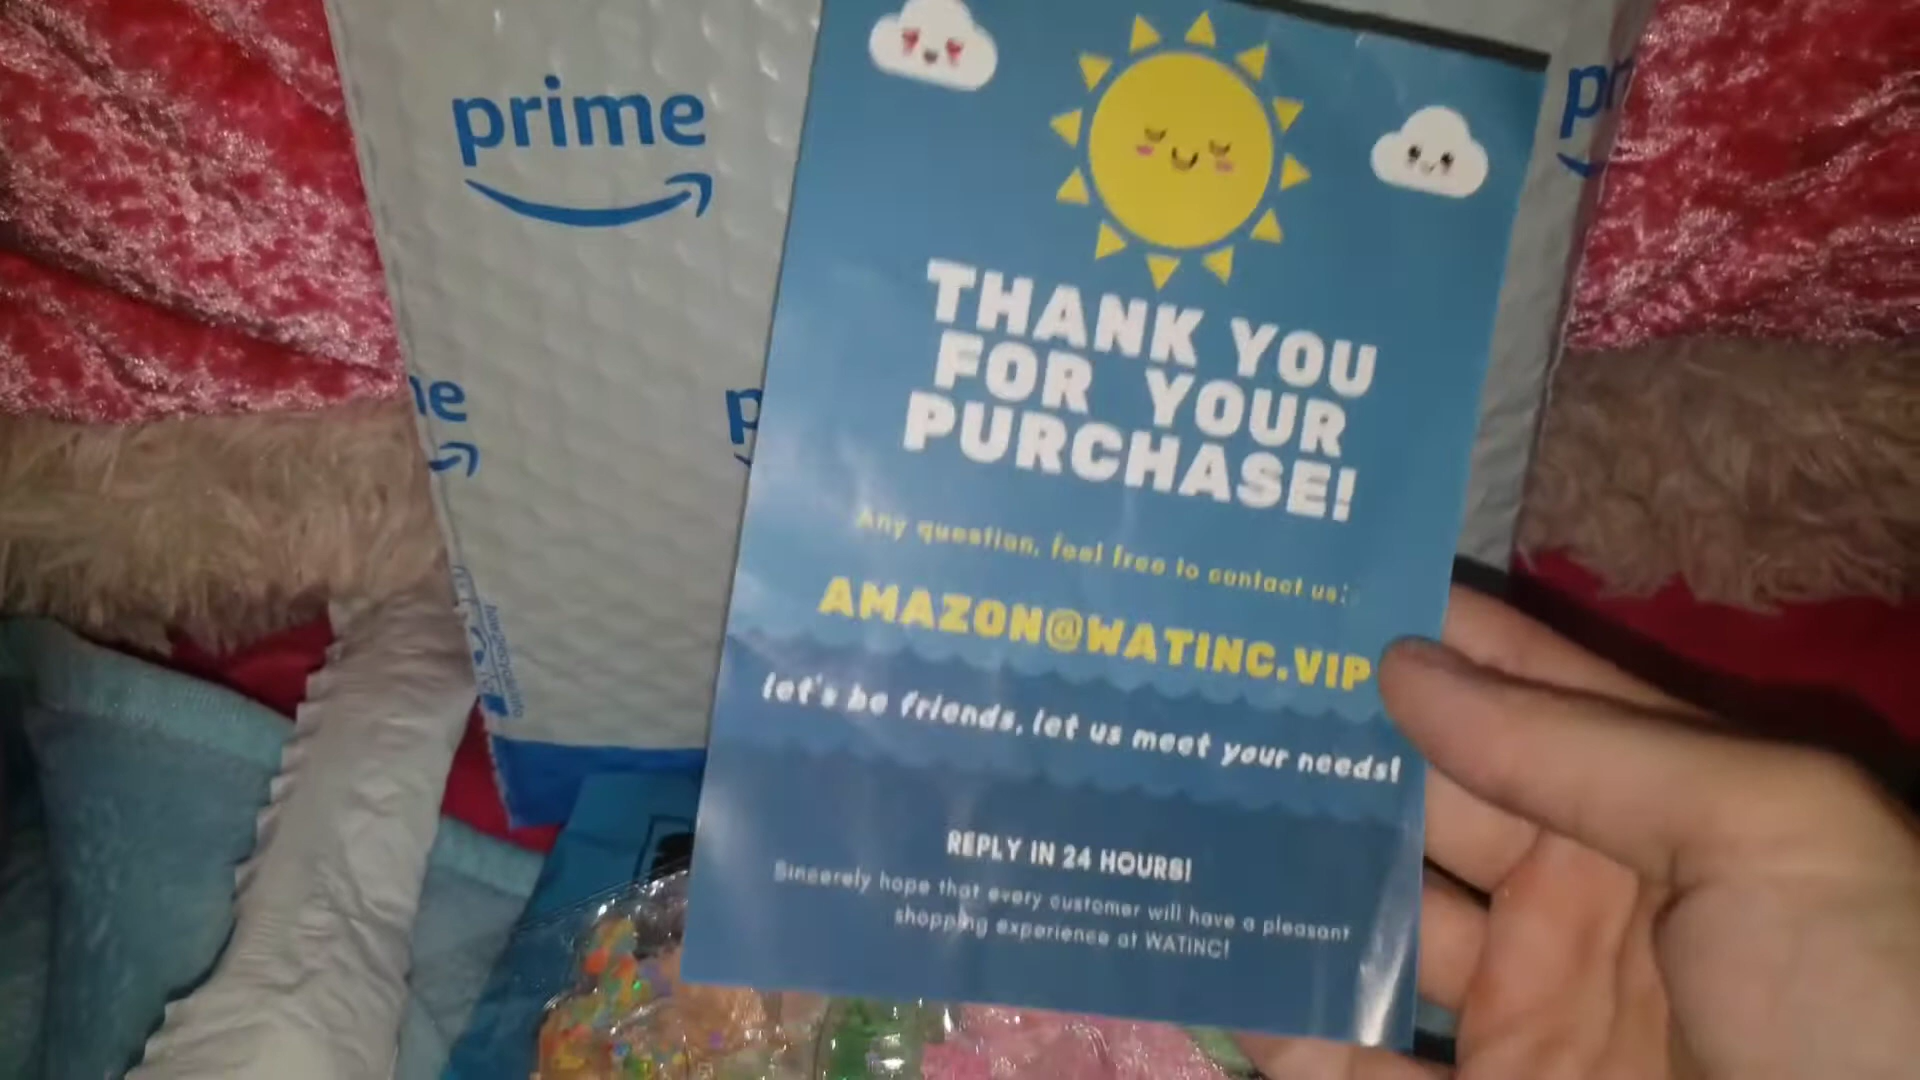 prime
THANK YOU
FOR YOUR
PURCHASE!
Any question, feel free to contact us:
AMAZON@WATINC.VIP
let's be friends, let us meet your needs!
REPLY IN 24 HOURS!
Sincerely hope that every customer will have a pleasant
shopping experience at WATINC!